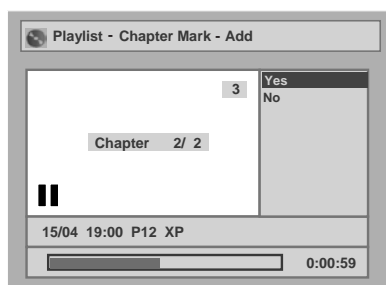 Playlist - Chapter Mark - Add
3
Yes
No
Chapter 2/ 2
15/04 19:00 P12 XP
0:00:59